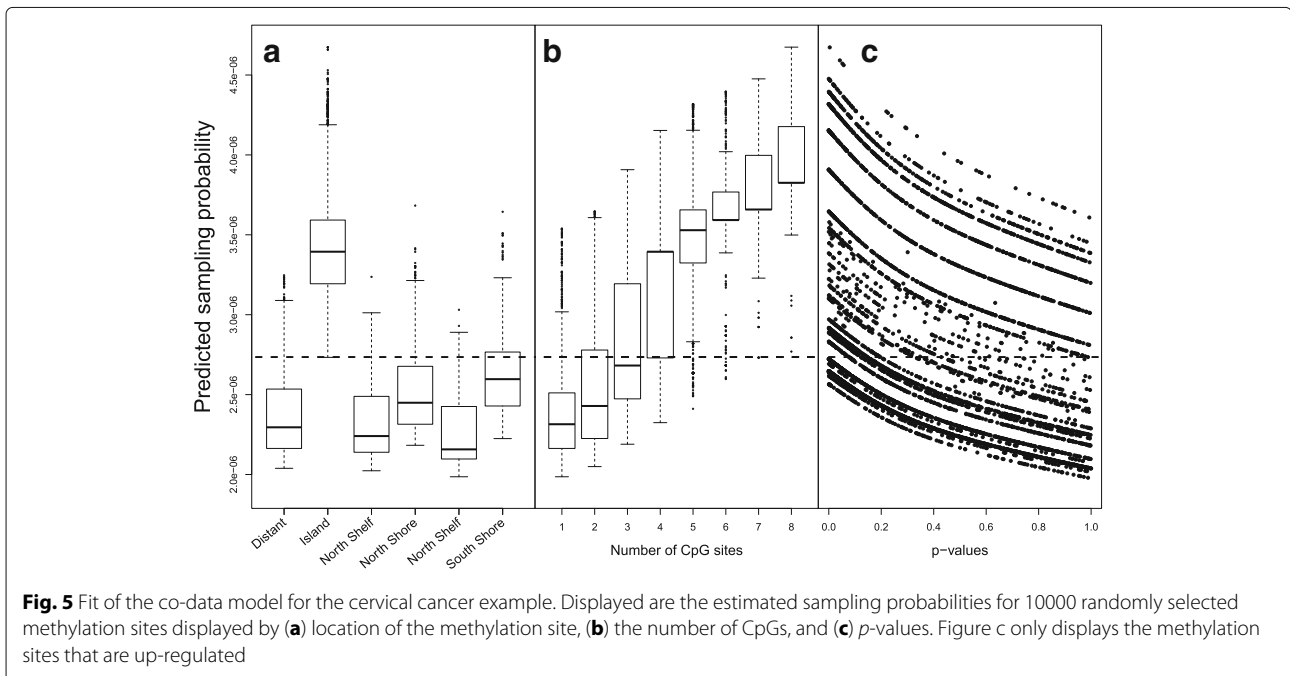 a
b
c
Predicted sampling probability
4.5e−06
4.0e−06
3.5e−06
3.0e−06
2.5e−06
2.0e−06
Distant
Island
North Shelf
North Shore
North Shelf
South Shore
1 2 3 4 5 6 7 8
Number of CpG sites
0.0 0.2 0.4 0.6 0.8 1.0
p−values
Fig. 5 Fit of the co-data model for the cervical cancer example. Displayed are the estimated sampling probabilities for 10000 randomly selected
methylation sites displayed by (a) location of the methylation site, (b) the number of CpGs, and (c) p-values. Figure c only displays the methylation
sites that are up-regulated